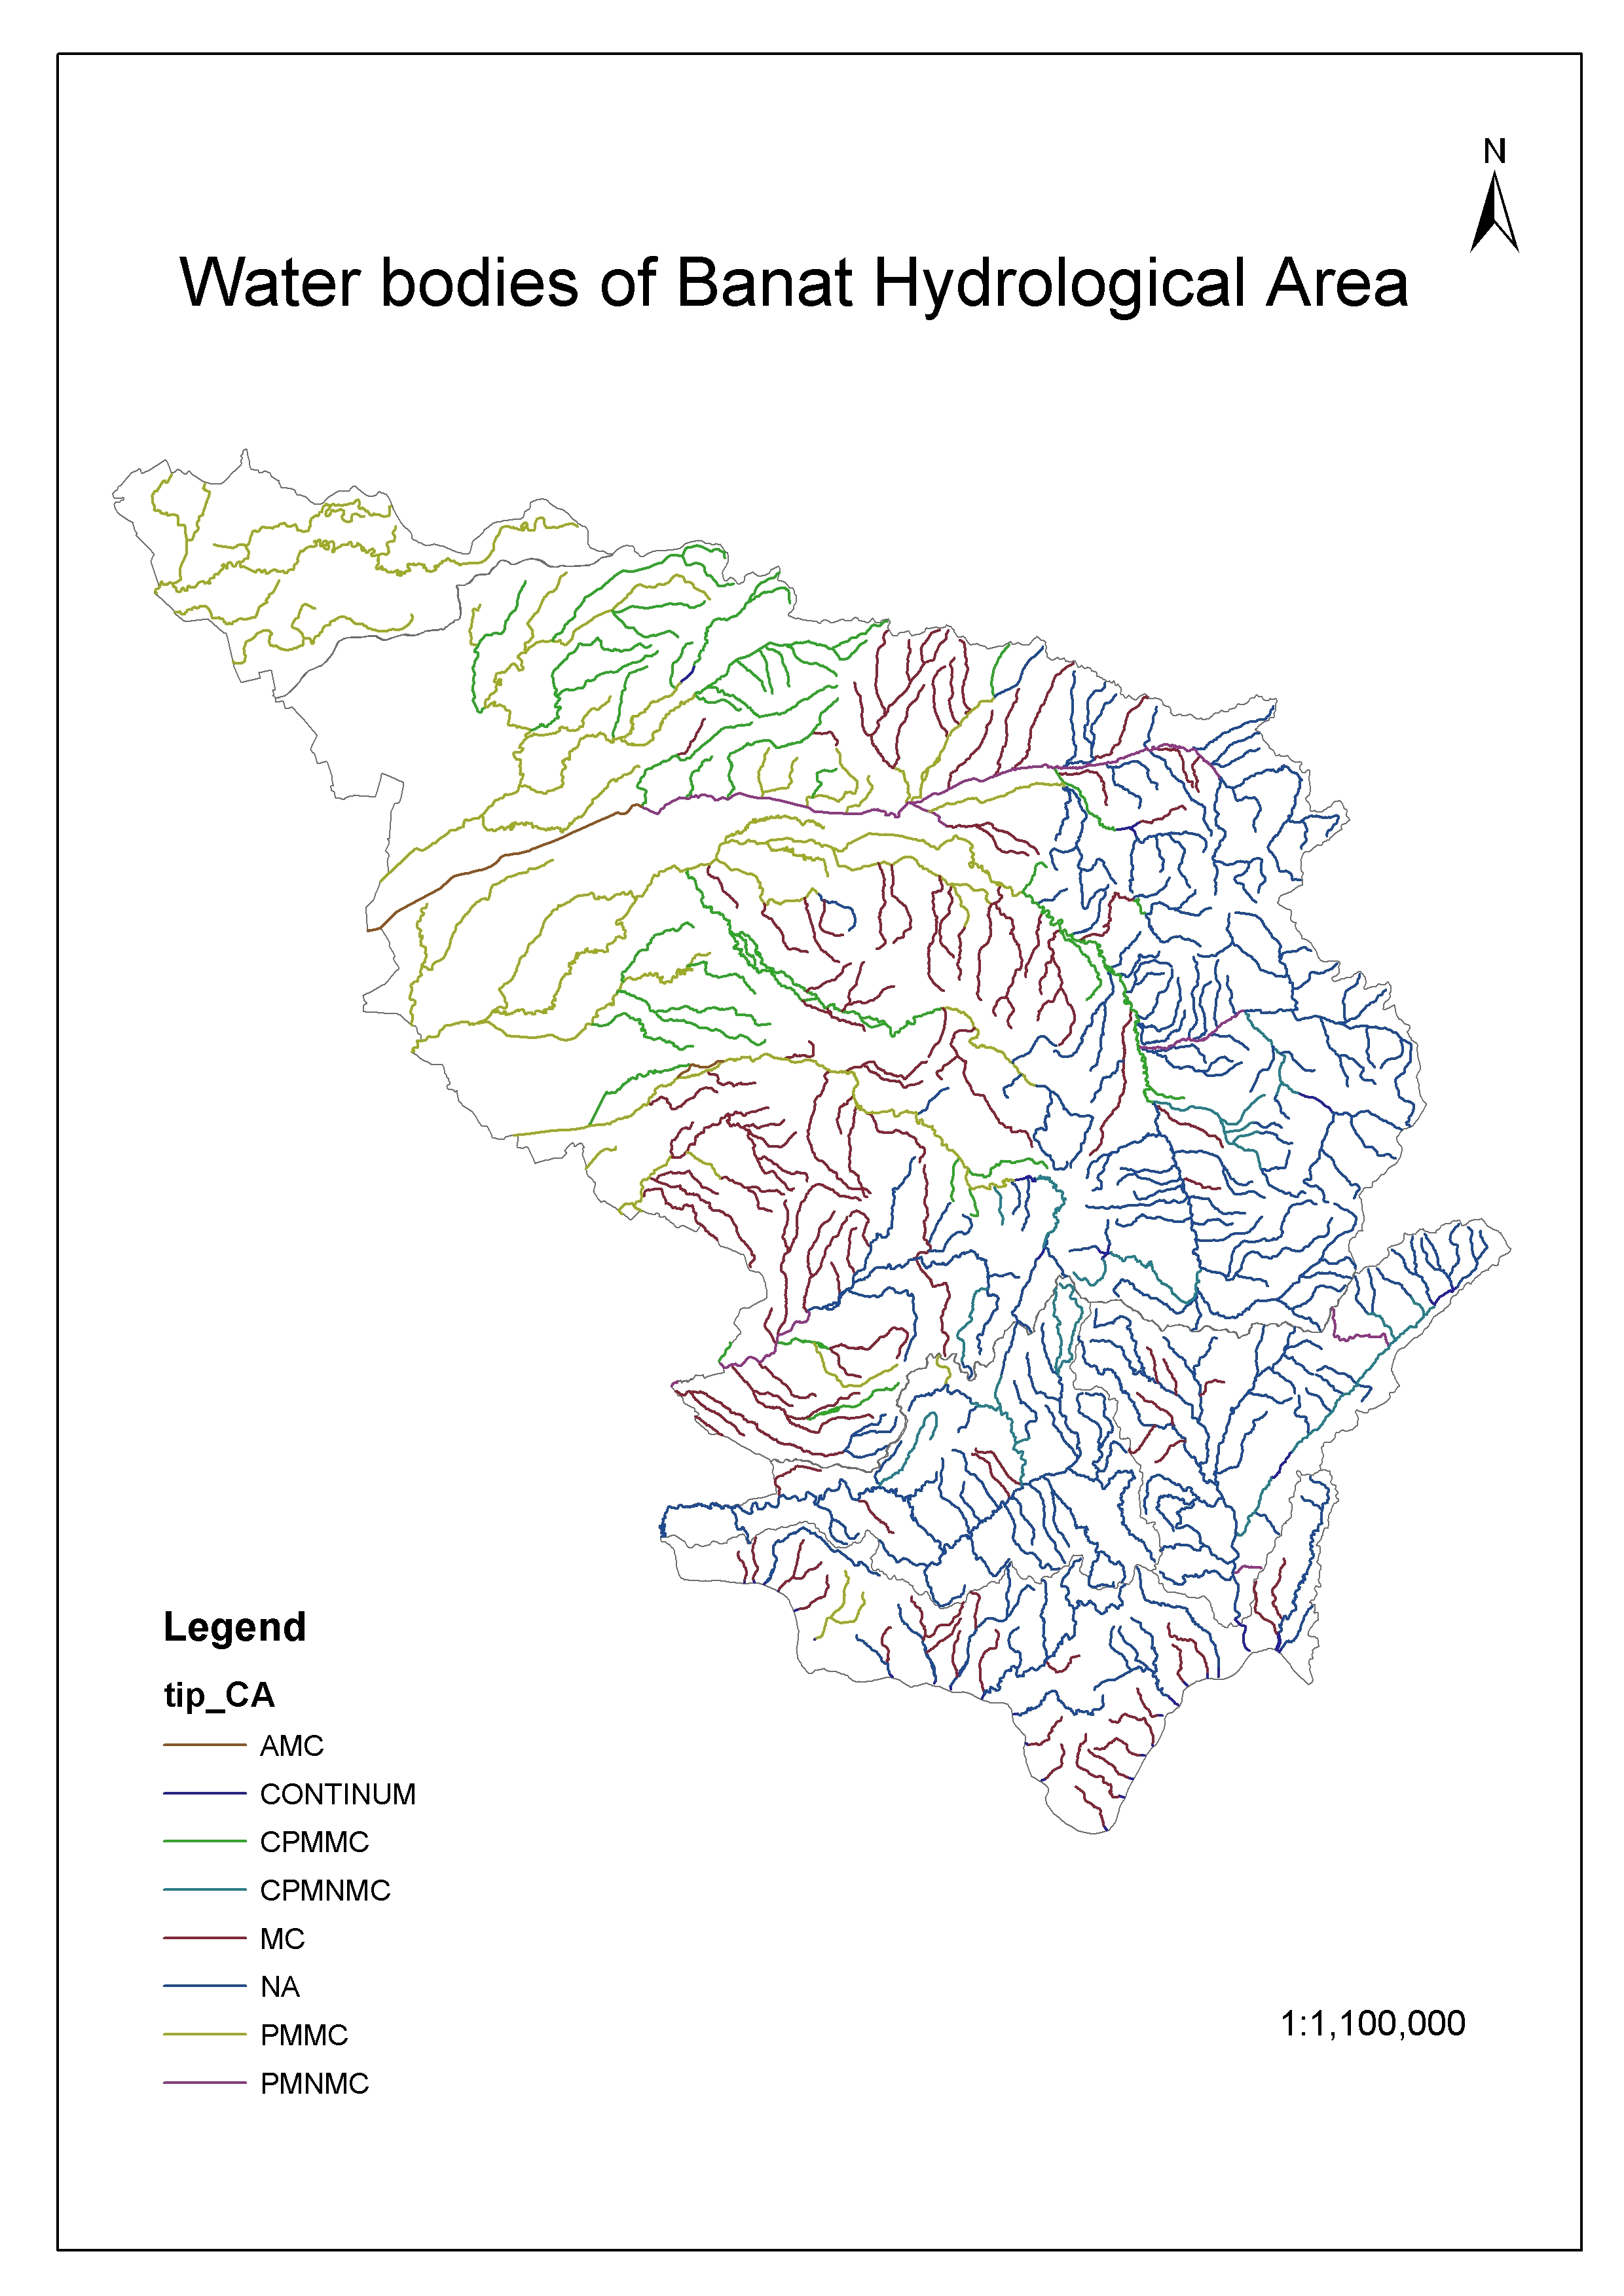 N
Water bodies of Banat Hydrological Area
Legend
tip_CA
AMC
CONTINUM
CPMMC
CPMNMC
MC
NA
PMMC
PMNMC
1:1,100,000